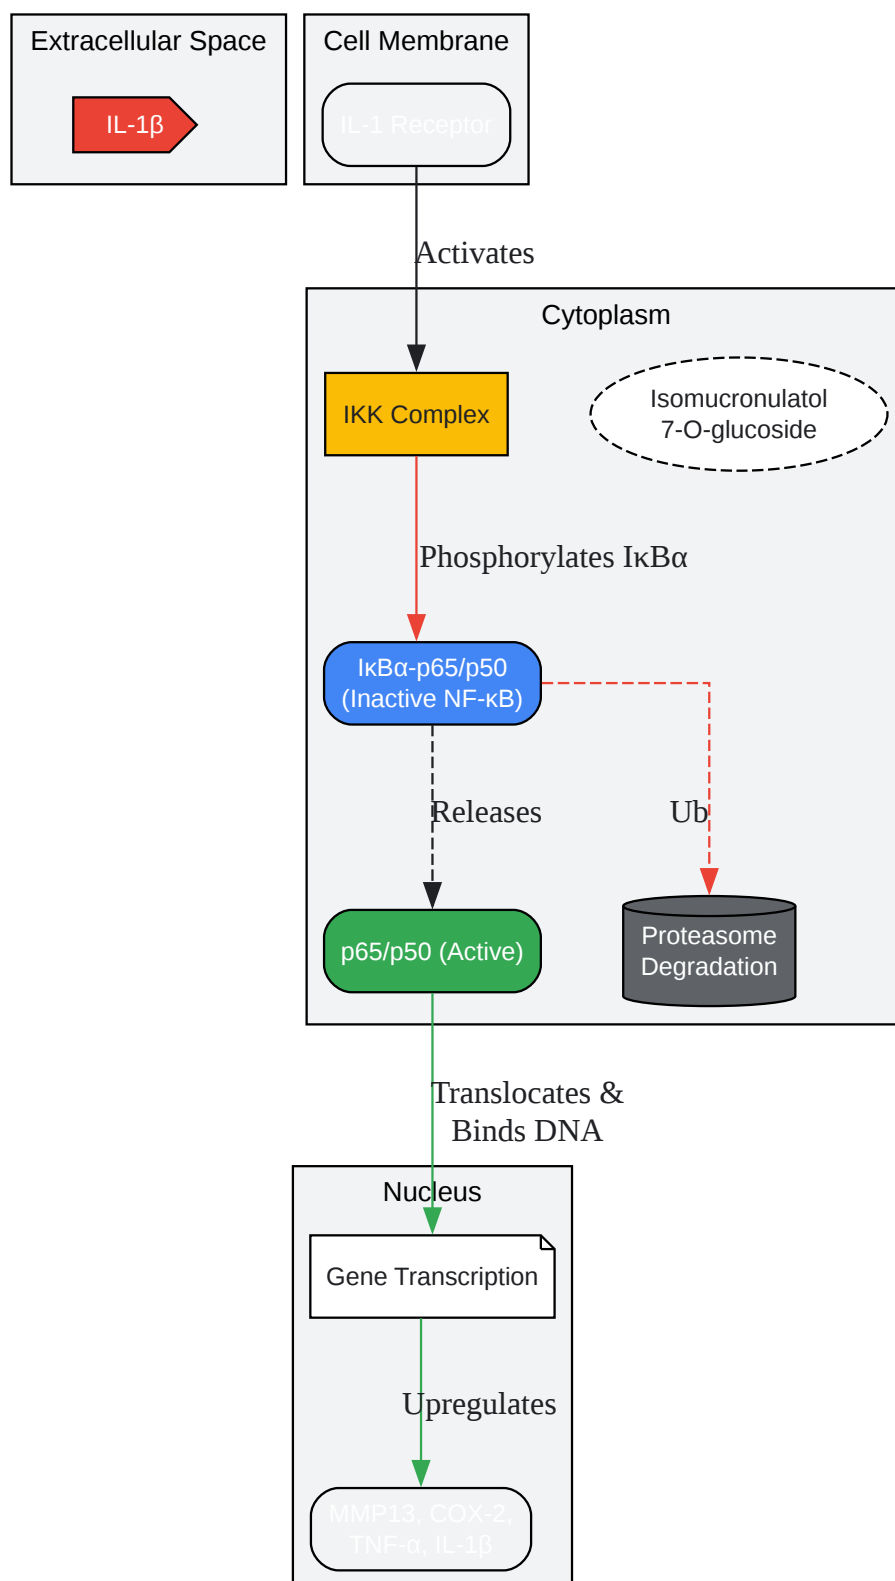 Extracellular Space
IL-1β
Cell Membrane
IL-1 Receptor
Activates
Cytoplasm
IKK Complex
Isomucronulatol
7-O-glucoside
Phosphorylates IκBα
IκBα-p65/p50
(Inactive NF-κB)
Releases
Ub
p65/p50 (Active)
Proteasome
Degradation
Translocates &
Binds DNA
Nucleus
Gene Transcription
Upregulates
MMP13, COX-2,
TNF-α, IL-1β